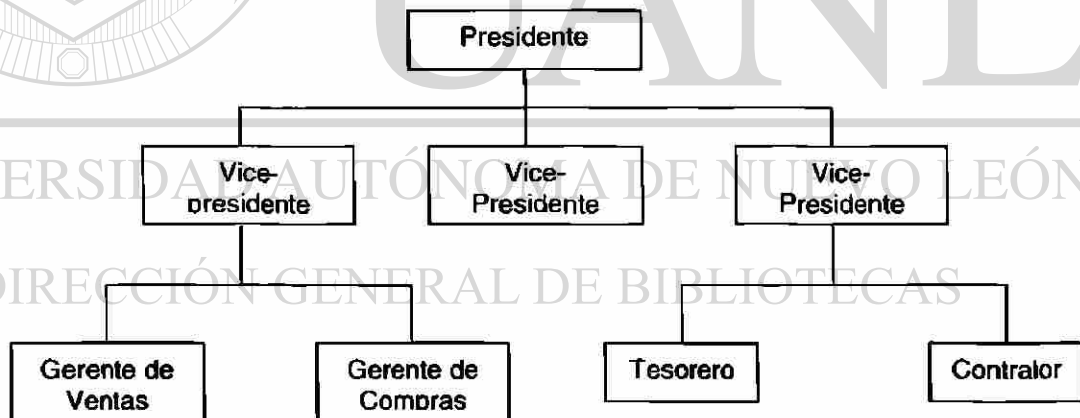 UANL
Presidente
Vice-
presidente
Vice-
Presidente
Vice-
Presidente
ERSIDAD AUTÓNOMA DE NUEVO LEÓN
DIRECCIÓN GENERAL DE BIBLIOTECAS
Gerente de
Ventas
Gerente de
Compras
Tesorero
Contralor